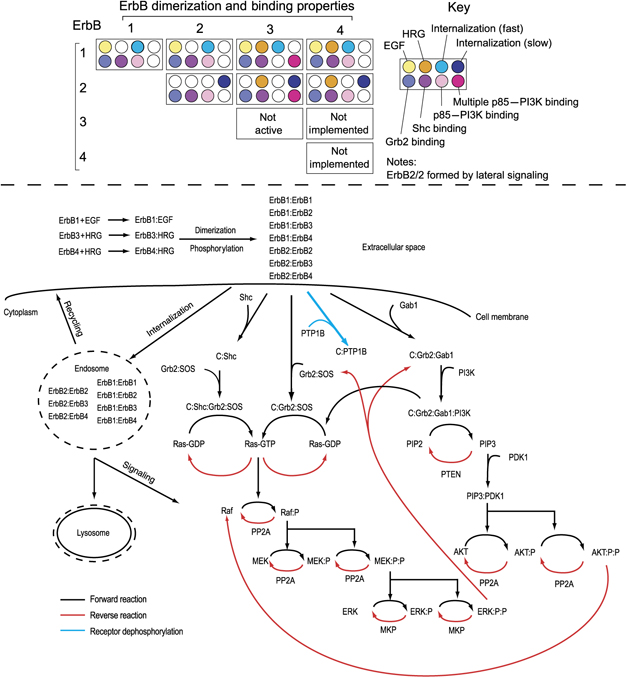 ErbB dimerization and binding properties
Key
ErbB
1
2
3
4
1
2
3
4
Not
active
Not
implemented
Not
implemented
HRG
EGF
Internalization (fast)
Internalization (slow)
Multiple p85—PI3K binding
p85—PI3K binding
Shc binding
Grb2 binding
Notes:
ErbB2/2 formed by lateral signaling
ErbB1+EGF
ErbB1:EGF
ErbB3+HRG
ErbB3:HRG
ErbB4+HRG
ErbB4:HRG
Dimerization
Phosphorylation
ErbB1:ErbB1
ErbB1:ErbB2
ErbB1:ErbB3
ErbB1:ErbB4
ErbB2:ErbB2
ErbB2:ErbB3
ErbB2:ErbB4
Extracellular space
Cytoplasm
Cell membrane
Recycling
Internalization
Shc
PTP1B
C:PTP1B
Gab1
Endosome
ErbB2:ErbB2
ErbB2:ErbB3
ErbB2:ErbB4
ErbB1:ErbB1
ErbB1:ErbB2
ErbB1:ErbB3
ErbB1:ErbB4
C:Shc
Grb2:SOS
Grb2:SOS
C:Grb2:Gab1
PI3K
C:Shc:Grb2:SOS
C:Grb2:SOS
C:Grb2:Gab1:PI3K
Ras-GDP
Ras-GTP
Ras-GDP
PIP2
PIP3
PTEN
PDK1
PIP3:PDK1
Signaling
Lysosome
Raf
Raf:P
PP2A
MEK
MEK:P
MEK:P:P
PP2A
PP2A
AKT
AKT:P
AKT:P:P
PP2A
PP2A
ERK
ERK:P
ERK:P:P
MKP
MKP
Forward reaction
Reverse reaction
Receptor dephosphorylation